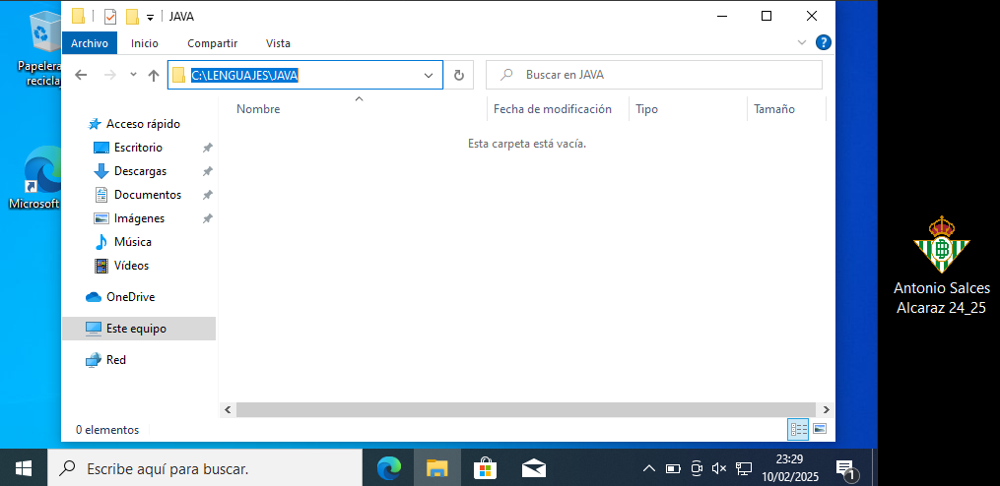 JAVA
Archivo
Inicio
Compartir
Vista
C:\LENGUAJES\JAVA
Buscar en JAVA
Nombre
Fecha de modificación
Tipo
Tamaño
Esta carpeta está vacía.
Acceso rápido
Escritorio
Descargas
Documentos
Imágenes
Música
Vídeos
OneDrive
Este equipo
Red
0 elementos
Papelera
recicla
Microsoft
Antonio Salces
Alcaraz 24_25
Escribe aquí para buscar.
23:29
10/02/2025
1